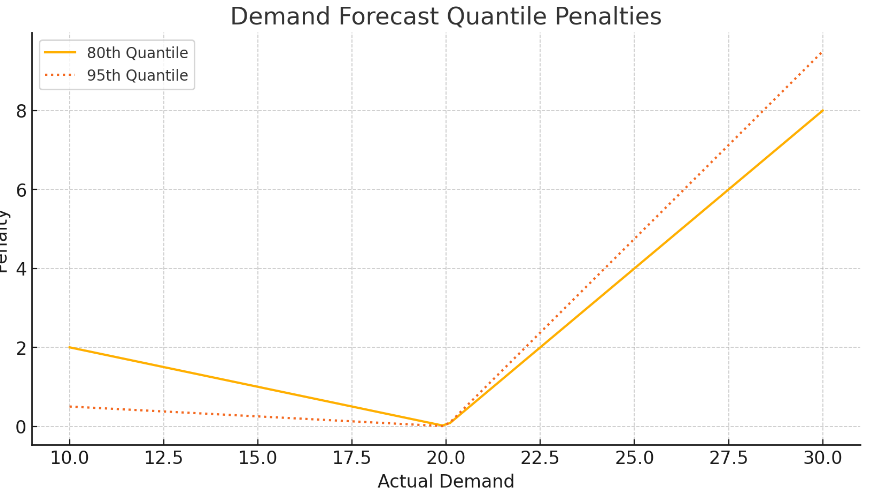 Demand Forecast Quantile Penalties
80th Quantile
95th Quantile
8
6
Penalty
4
2
0
10.0 12.5 15.0 17.5 20.0 22.5 25.0 27.5 30.0
Actual Demand